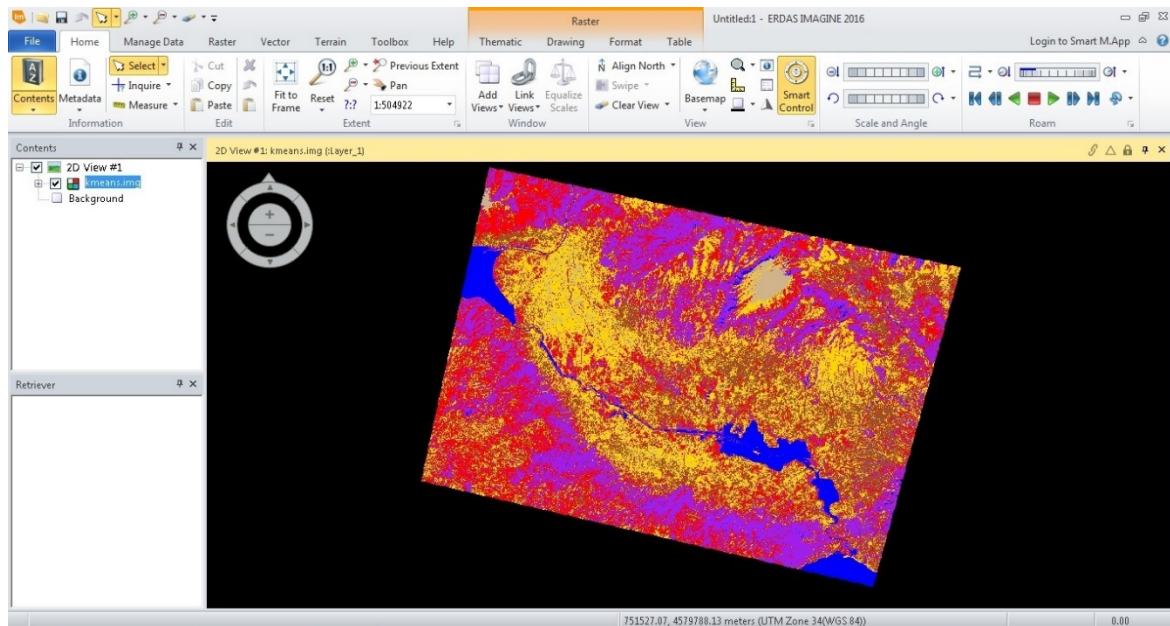 Raster
Untitled:1 - ERDAS IMAGINE 2016
File Home Manage Data Raster Vector Terrain Toolbox Help Thematic Drawing Format Table Login to Smart M.App
Contents
Metadata
Select
Inquire
Measure
Information
Cut
Copy
Paste
Edit
Fit to
Frame
1:1
Reset
Previous Extent
Pan
?:?
1:504922
Extent
Add
Views
Link
Views
Equalize
Scales
Window
Align North
Swipe
Clear View
Basemap
Smart
Control
View
Scale and Angle
Roam
Contents
2D View #1
kmeans.img
Background
Retriever
2D View #1: kmeans.img (:Layer_1)
751527.07, 4579788.13 meters (UTM Zone 34(WGS 84))
0.00